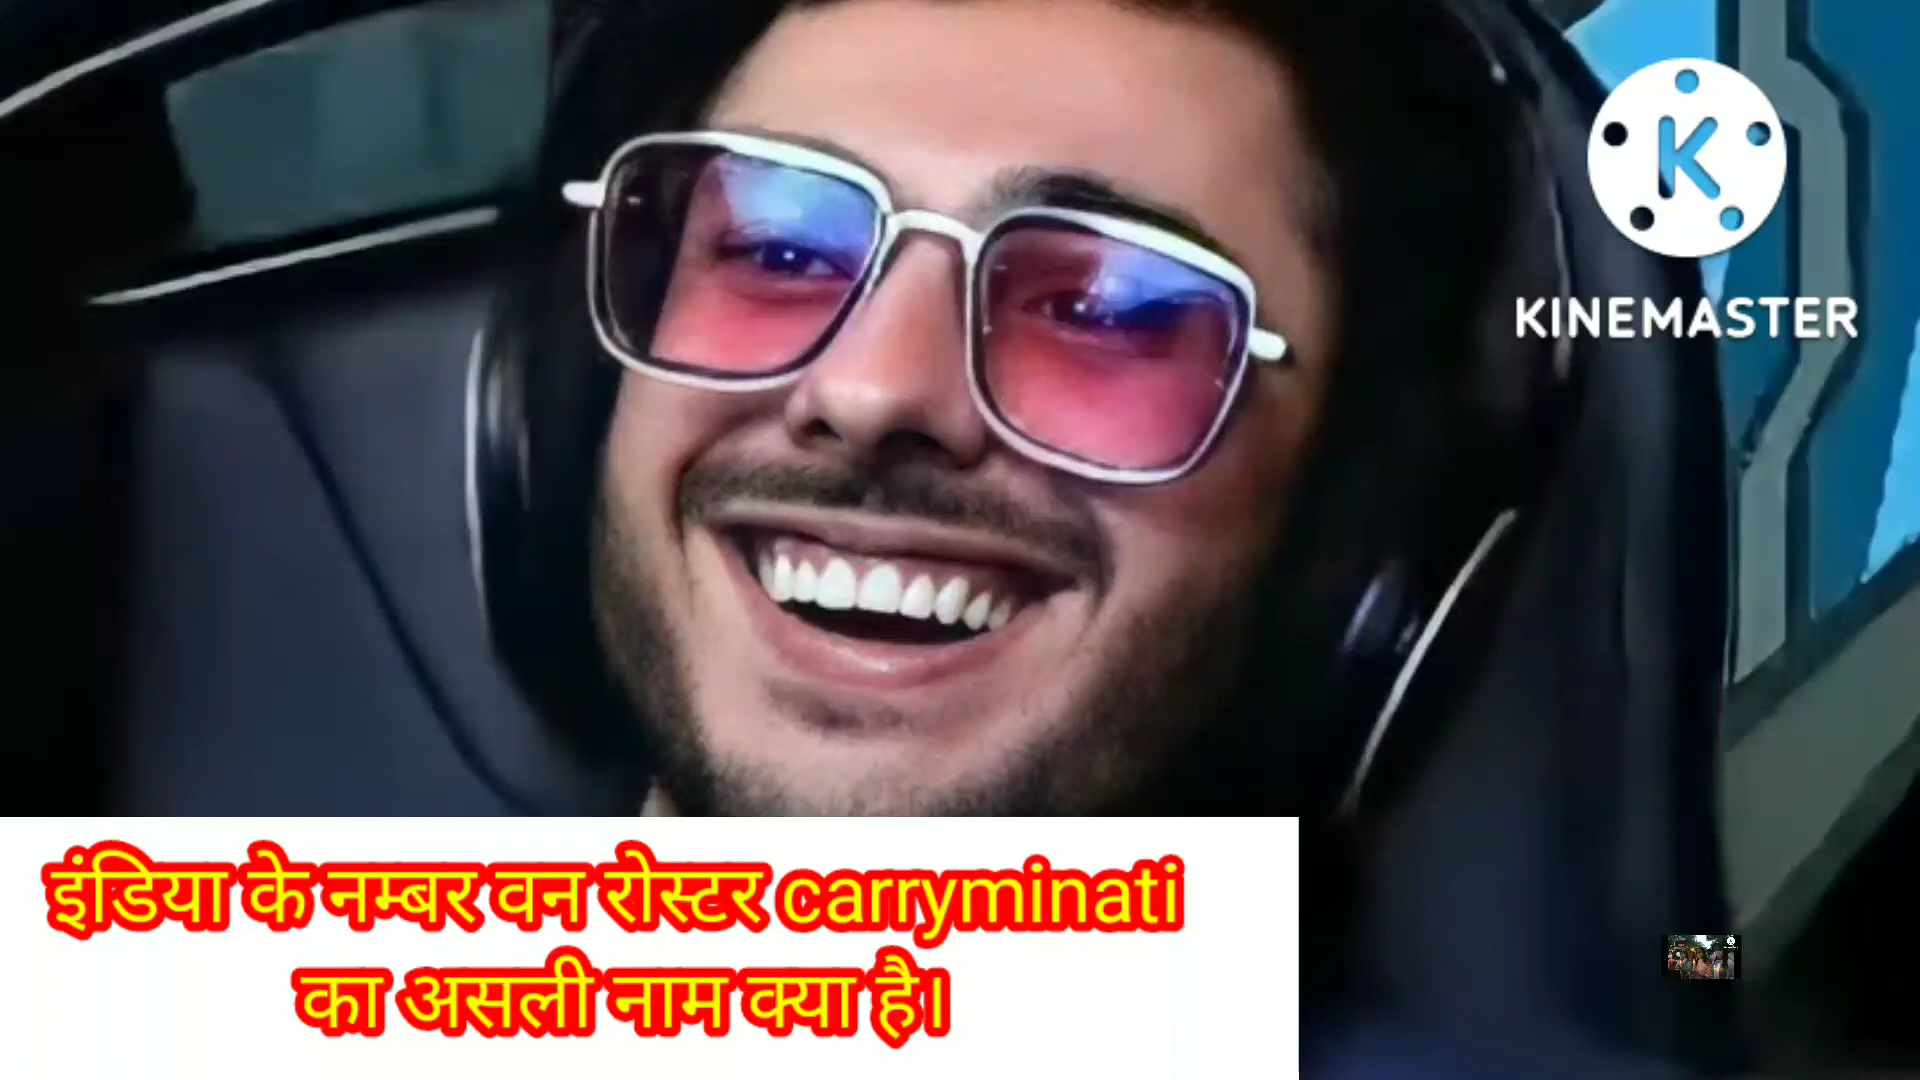 K
KINEMASTER
इंडिया के नम्बर वन रोस्टर carryminati
का असली नाम क्या है।